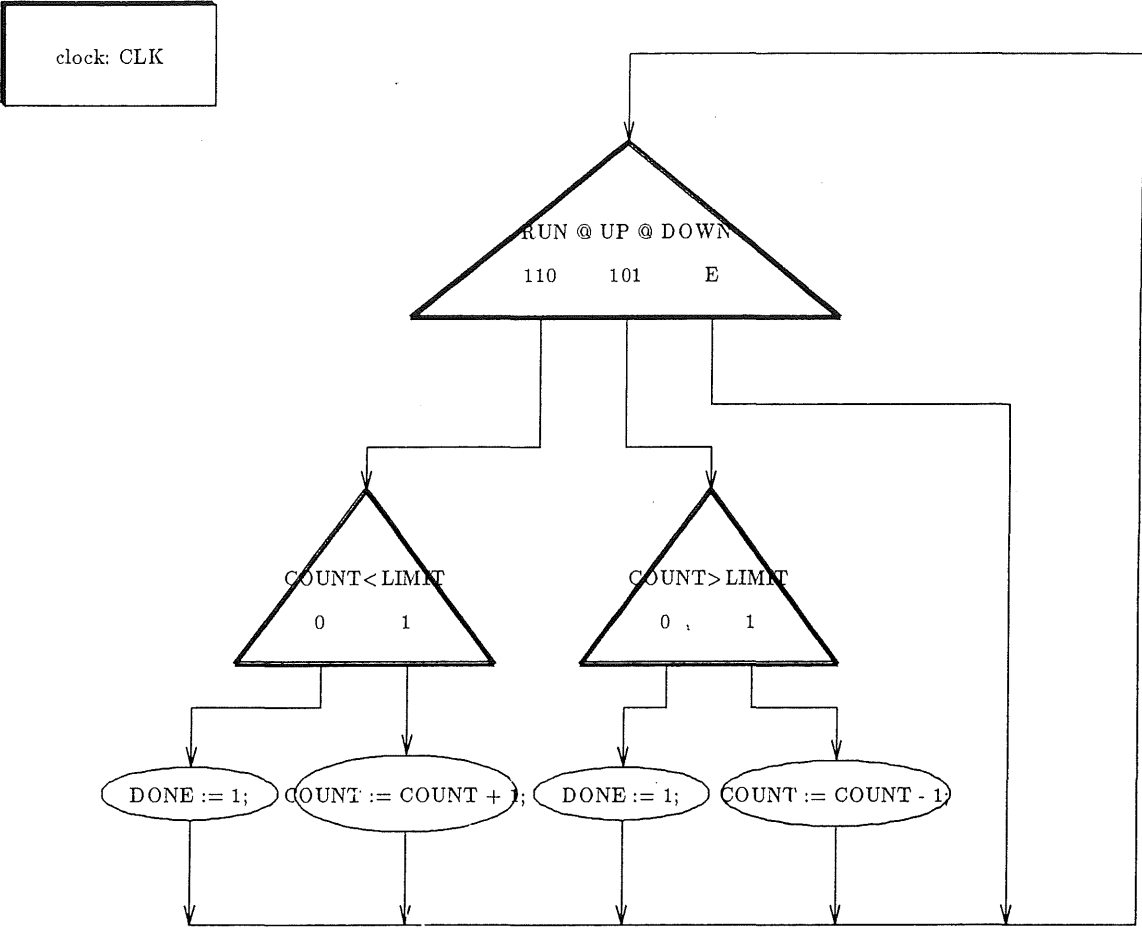 clock: CLK
RUN @ UP @ DOWN
110 101 E
COUNT<LIMIT
0 1
COUNT>LIMIT
0 1
DONE := 1;
COUNT := COUNT + 1;
DONE := 1;
COUNT := COUNT - 1;